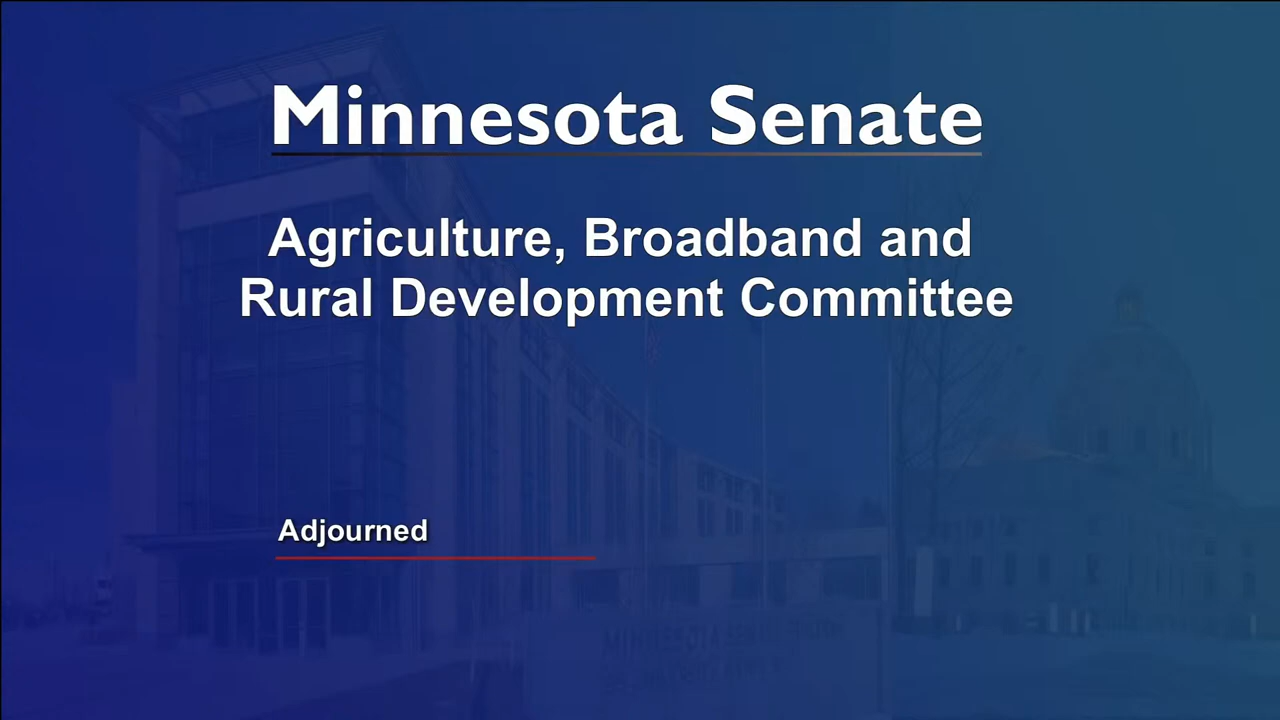 Minnesota Senate
Agriculture, Broadband and
Rural Development Committee
Adjourned